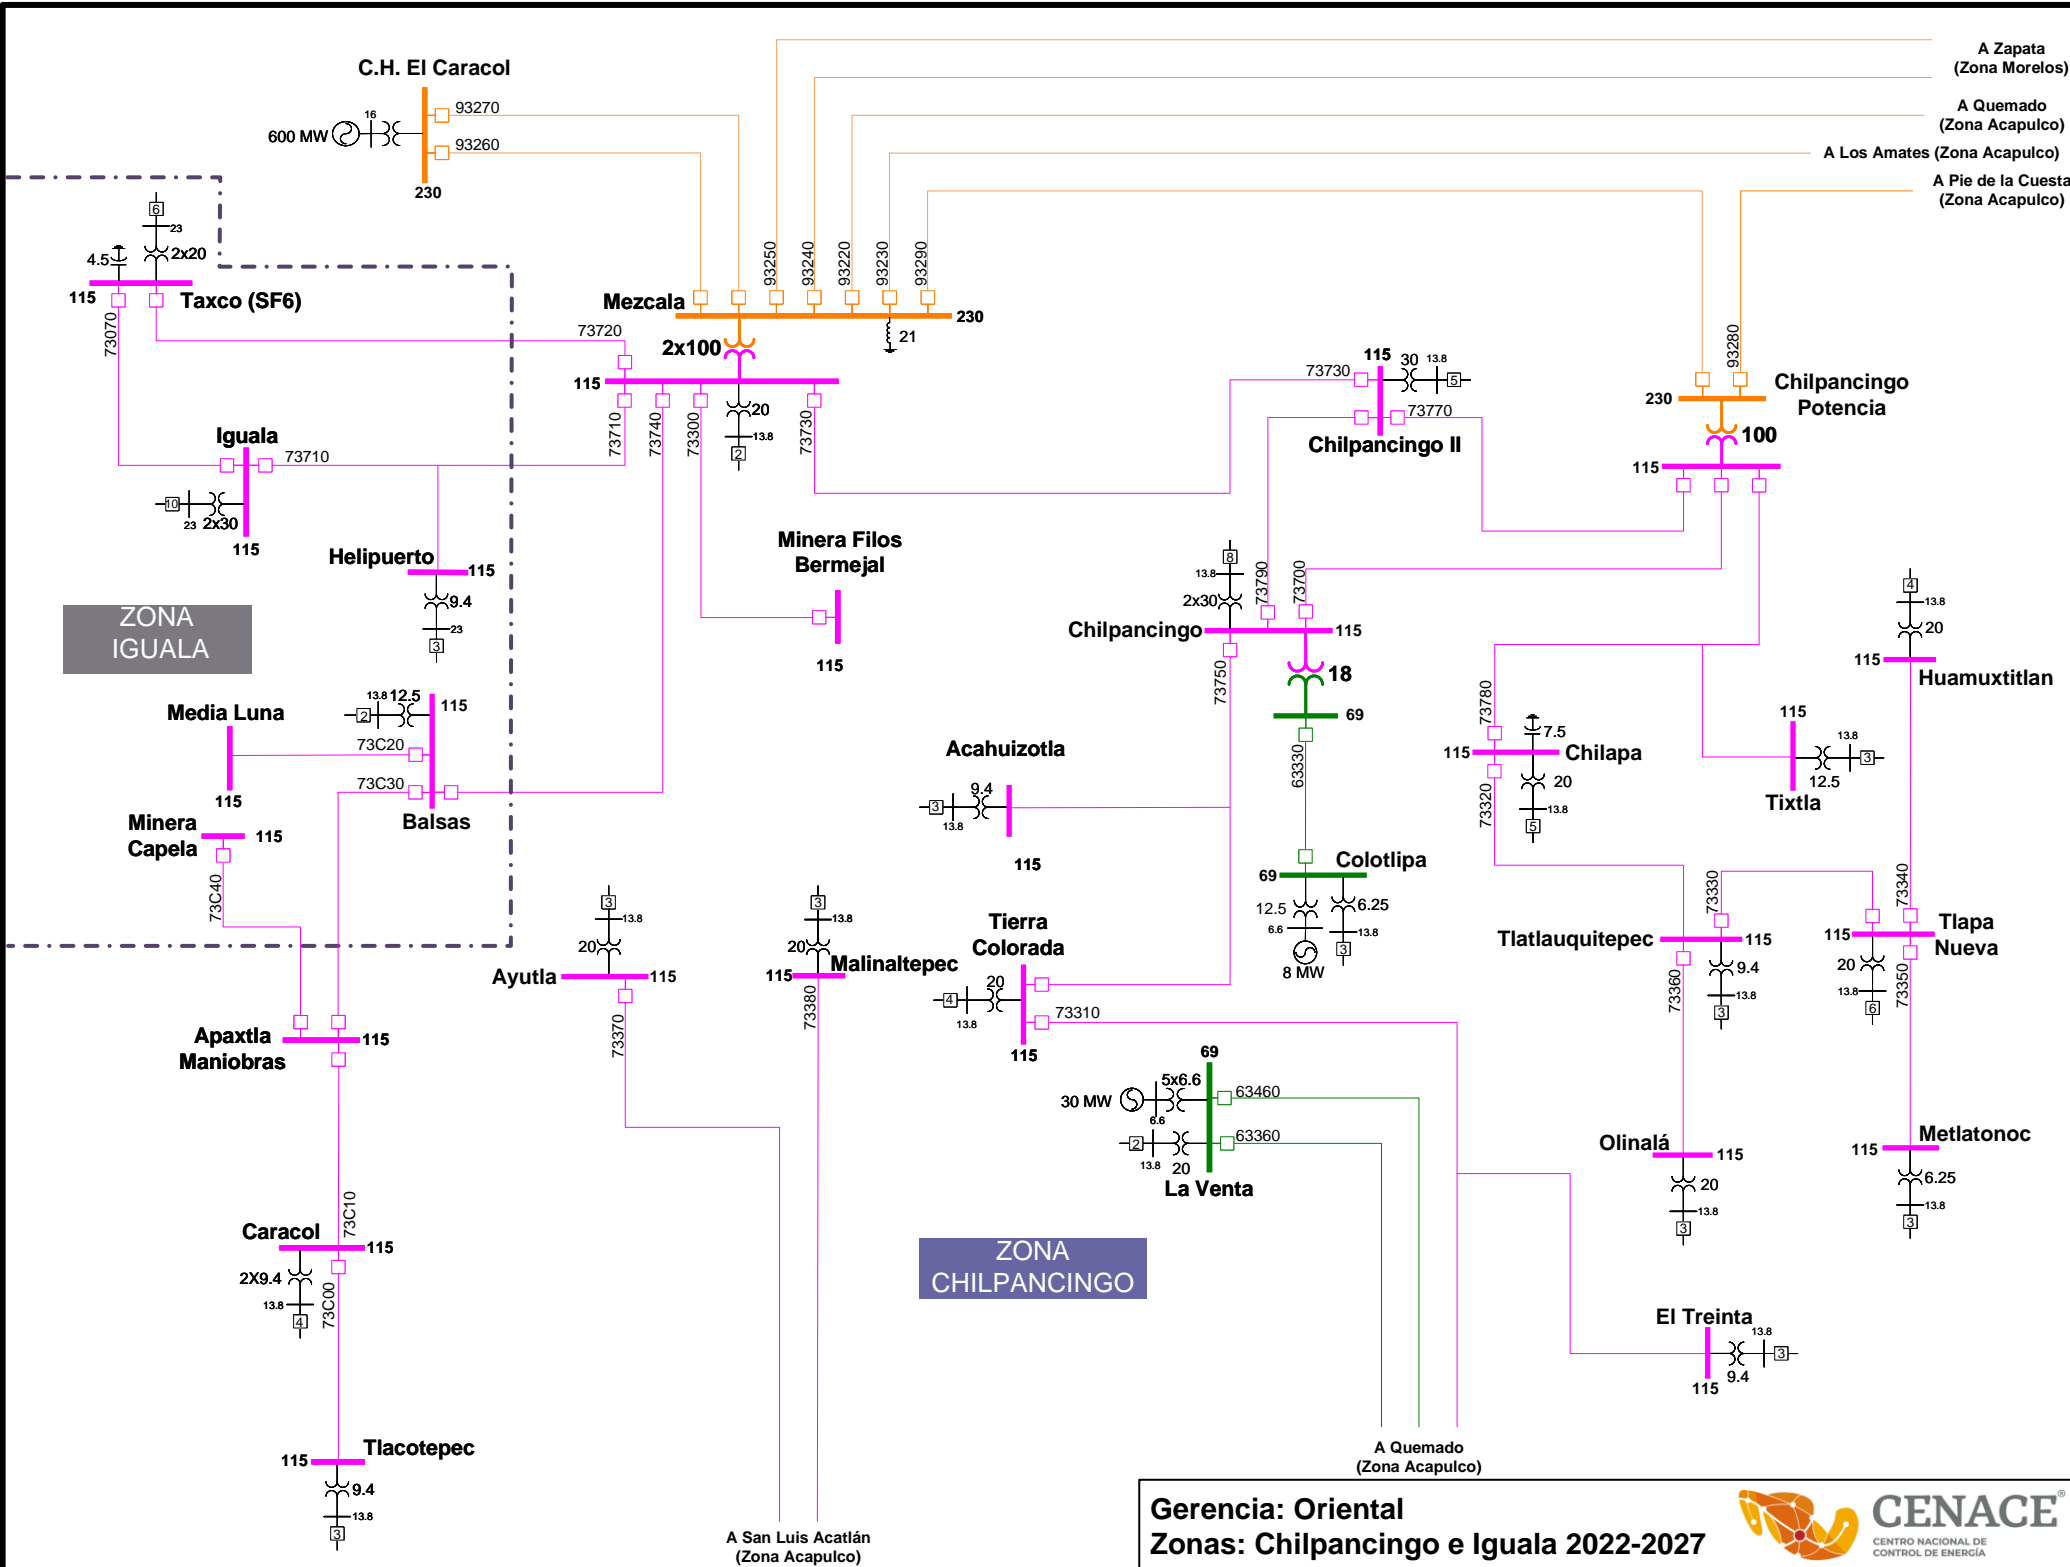 A Zapata
(Zona Morelos)
A Quemado
(Zona Acapulco)
A Los Amates (Zona Acapulco)
A Pie de la Cuesta
(Zona Acapulco)
C.H. El Caracol
93270
93260
16
600 MW
230
6
23
4.5
2x20
115
Taxco (SF6)
73070
73720
93250
93240
93220
93230
93290
Mezcala
230
21
2x100
115
73710
73740
73300
20
13.8
2
73730
Iguala
73710
10
23
2x30
115
Helipuerto
115
9.4
23
3
ZONA
IGUALA
Minera Filos
Bermejal
115
115
30
13.8
5
73730
73770
Chilpancingo II
93280
230
Chilpancingo
Potencia
100
115
8
13.8
2x30
73790
73700
Chilpancingo
115
73750
18
69
63330
4
13.8
20
115
Huamuxtitlan
Media Luna
115
13.8
12.5
2
115
73C20
73C30
Balsas
Minera
Capela
115
73C40
Acahuizotla
9.4
3
13.8
115
73780
7.5
115
Chilapa
20
13.8
5
73320
115
13.8
3
12.5
Tixtla
Colotlipa
69
12.5
6.6
8 MW
6.25
13.8
3
3
13.8
20
Ayutla
115
73370
3
13.8
20
115
Malinaltepec
73380
Tierra
Colorada
20
4
13.8
73310
115
Tlatlauquitepec
73330
115
9.4
13.8
3
73360
73340
115
Tlapa
Nueva
20
13.8
6
73350
Apaxtla
Maniobras
115
73C10
69
5x6.6
30 MW
6.6
63460
2
13.8
20
63360
La Venta
Olinalá
115
20
13.8
3
115
Metlatonoc
6.25
13.8
3
Caracol
115
2X9.4
13.8
4
73C00
ZONA
CHILPANCINGO
El Treinta
13.8
3
9.4
115
115
Tlacotepec
9.4
13.8
3
A San Luis Acatlán
(Zona Acapulco)
A Quemado
(Zona Acapulco)
Gerencia: Oriental
Zonas: Chilpancingo e Iguala 2022-2027
CENACE®
CENTRO NACIONAL DE
CONTROL DE ENERGÍA